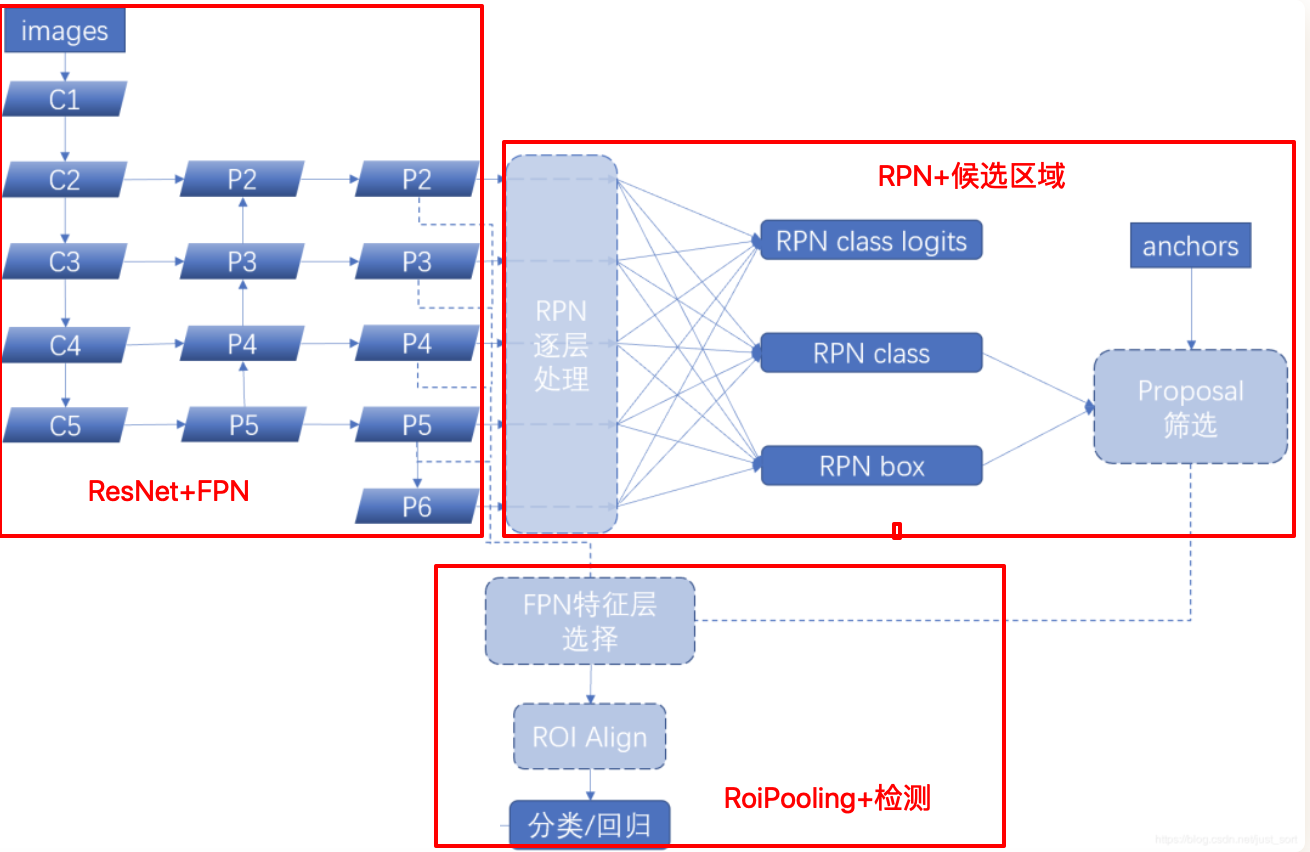 images
C1
C2
P2
P2
C3
P3
P3
C4
P4
P4
C5
P5
P5
P6
ResNet+FPN
RPN
逐层
处理
RPN+候选区域
RPN class logits
RPN class
RPN box
anchors
Proposal
筛选
FPN特征层
选择
ROI Align
分类/回归
RoiPooling+检测
https://blog.csdn.net/just_sort